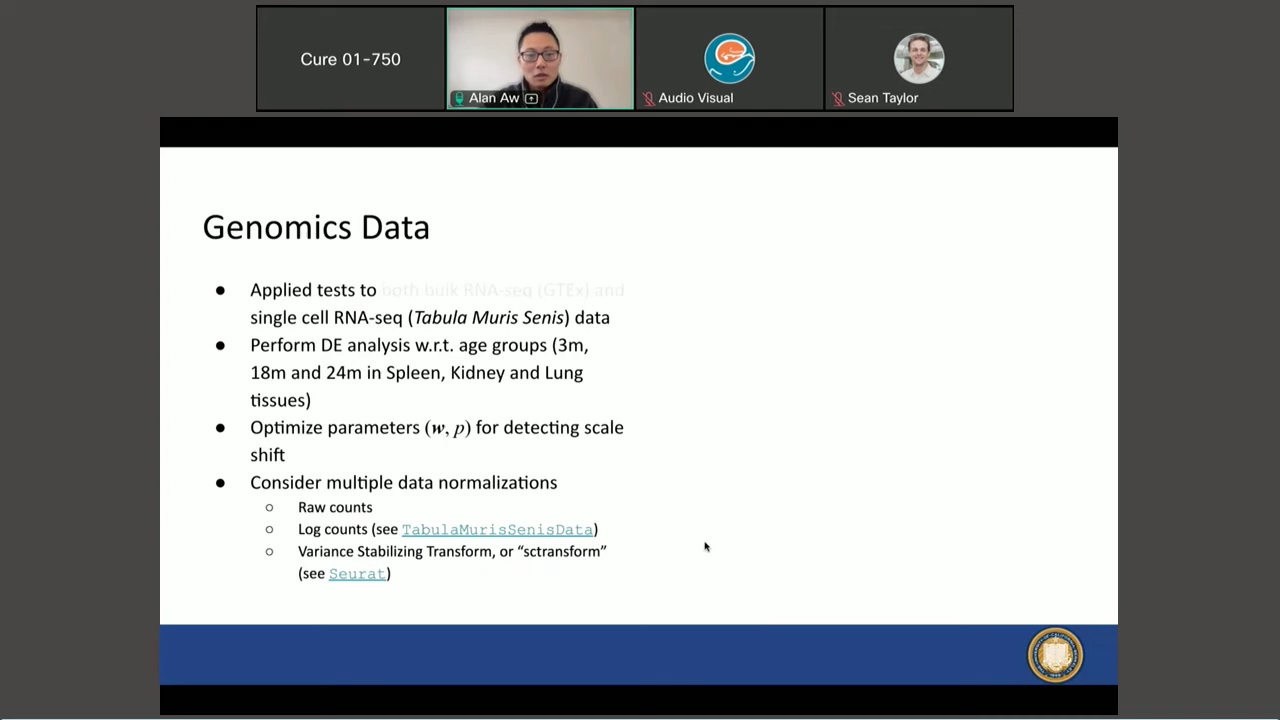 Cure 01-750
Alan Aw
Audio Visual
Sean Taylor
Genomics Data
● Applied tests to both bulk RNA-seq (GTEx) and
single cell RNA-seq (Tabula Muris Senis) data
● Perform DE analysis w.r.t. age groups (3m,
18m and 24m in Spleen, Kidney and Lung
tissues)
● Optimize parameters (w, p) for detecting scale
shift
● Consider multiple data normalizations
○ Raw counts
○ Log counts (see TabulaMurisSenisData)
○ Variance Stabilizing Transform, or “sctransform”
(see Seurat)